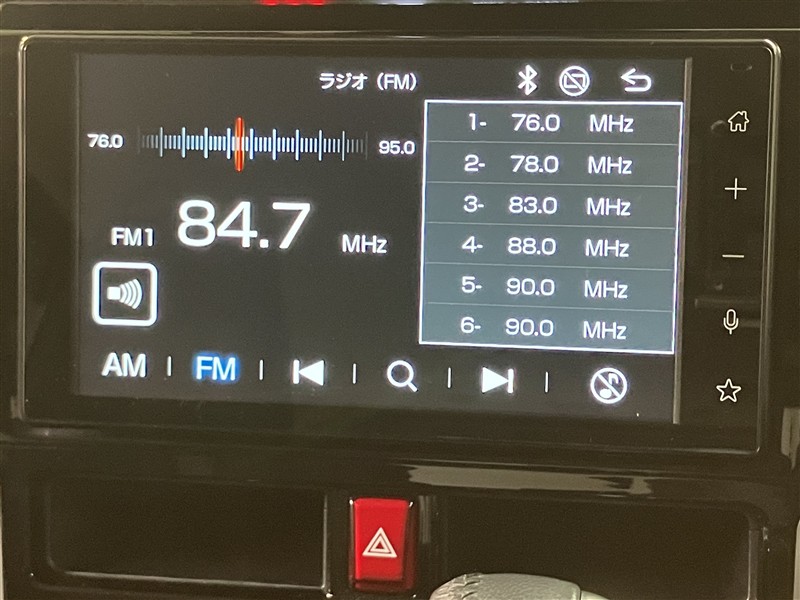 ラジオ（FM）
76.0
95.0
FM1 84.7 MHz
1- 76.0 MHz
2- 78.0 MHz
3- 83.0 MHz
4- 88.0 MHz
5- 90.0 MHz
6- 90.0 MHz
AM FM